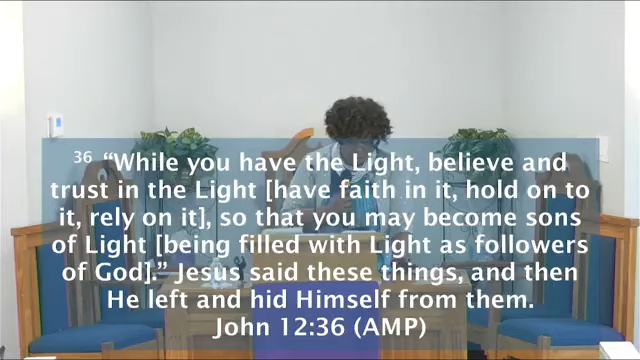 36 “While you have the Light, believe and
trust in the Light [have faith in it, hold on to
it, rely on it], so that you may become sons
of Light [being filled with Light as followers
of God].” Jesus said these things, and then
He left and hid Himself from them.
John 12:36 (AMP)